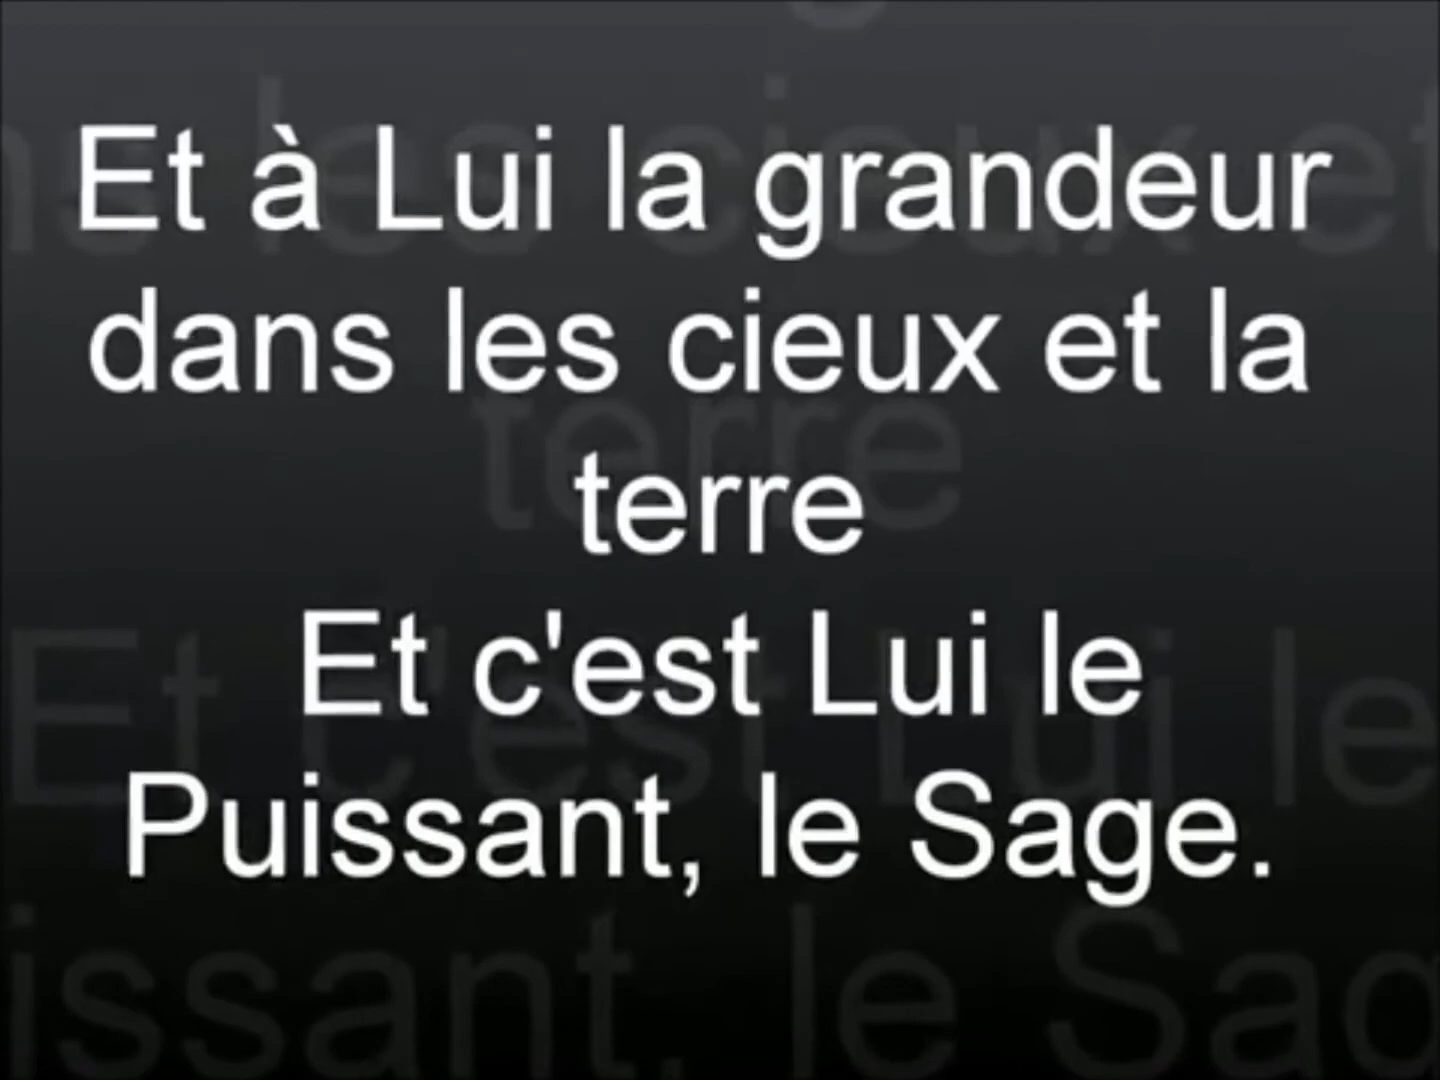 Et à Lui la grandeur
dans les cieux et la
terre
Et c'est Lui le
Puissant, le Sage.